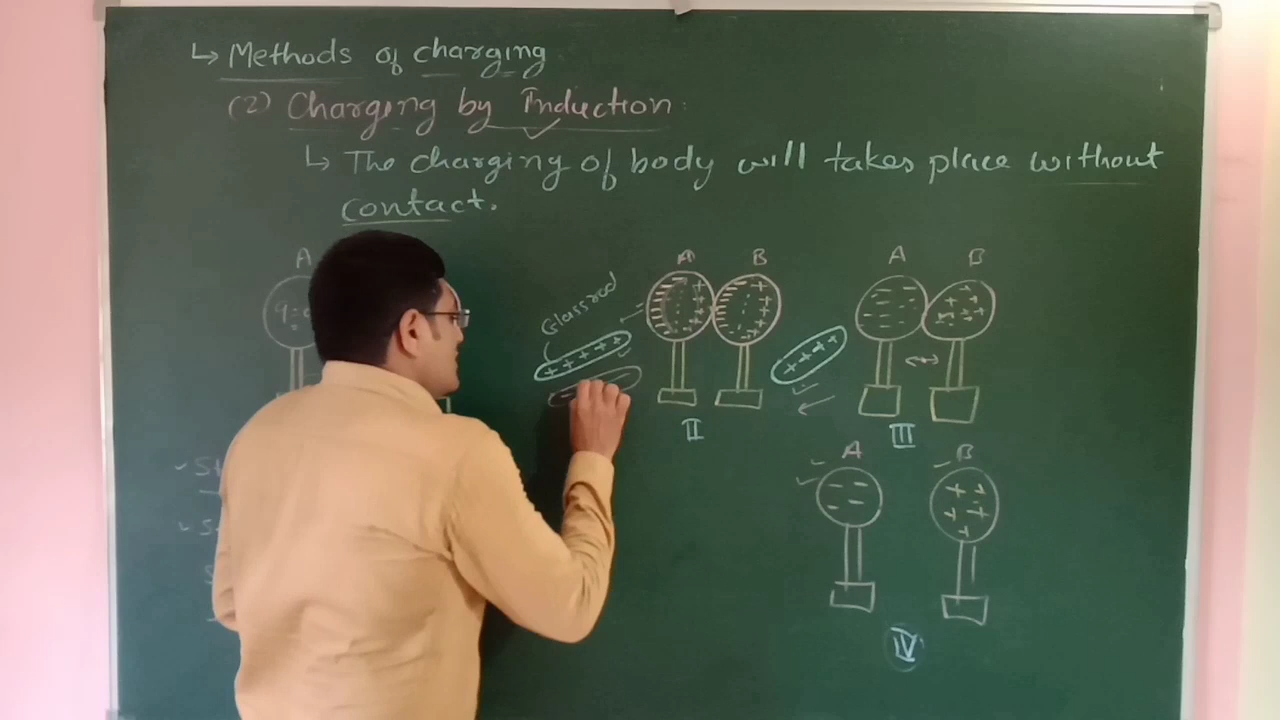 ↳ Methods of charging
(2) Charging by Induction:
↳ The charging of body will takes place without
contact.
A
A B
A B
Glass rod
+ + + + +
+ + + +
II
III
A B
IV